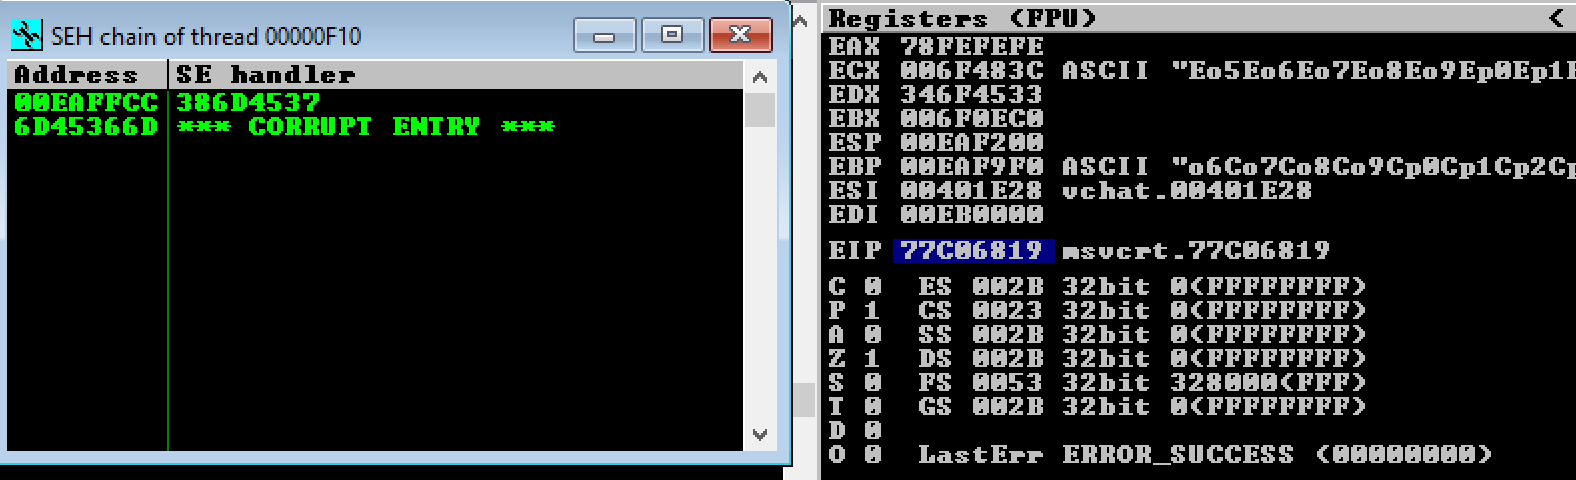 SEH chain of thread 00000F10
Address SE handler
00EAFFCC 386D4537
6D45366D *** CORRUPT ENTRY ***
Registers (FPU) <
EAX 78FEFEFE
ECX 006F483C ASCII "Eo5Eo6Eo7Eo8Eo9Ep0Ep1E
EDX 346F4533
EBX 006F0EC0
ESP 00EAF200
EBP 00EAF9F0 ASCII "o6Co7Co8Co9Cp0Cp1Cp2Cp
ESI 00401E28 vchat.00401E28
EDI 00EB0000
EIP 77C06819 msvcrt.77C06819
C 0 ES 002B 32bit 0(FFFFFFFF)
P 1 CS 0023 32bit 0(FFFFFFFF)
A 0 SS 002B 32bit 0(FFFFFFFF)
Z 1 DS 002B 32bit 0(FFFFFFFF)
S 0 FS 0053 32bit 328000(FFF)
T 0 GS 002B 32bit 0(FFFFFFFF)
D 0
O 0 LastErr ERROR_SUCCESS (00000000)